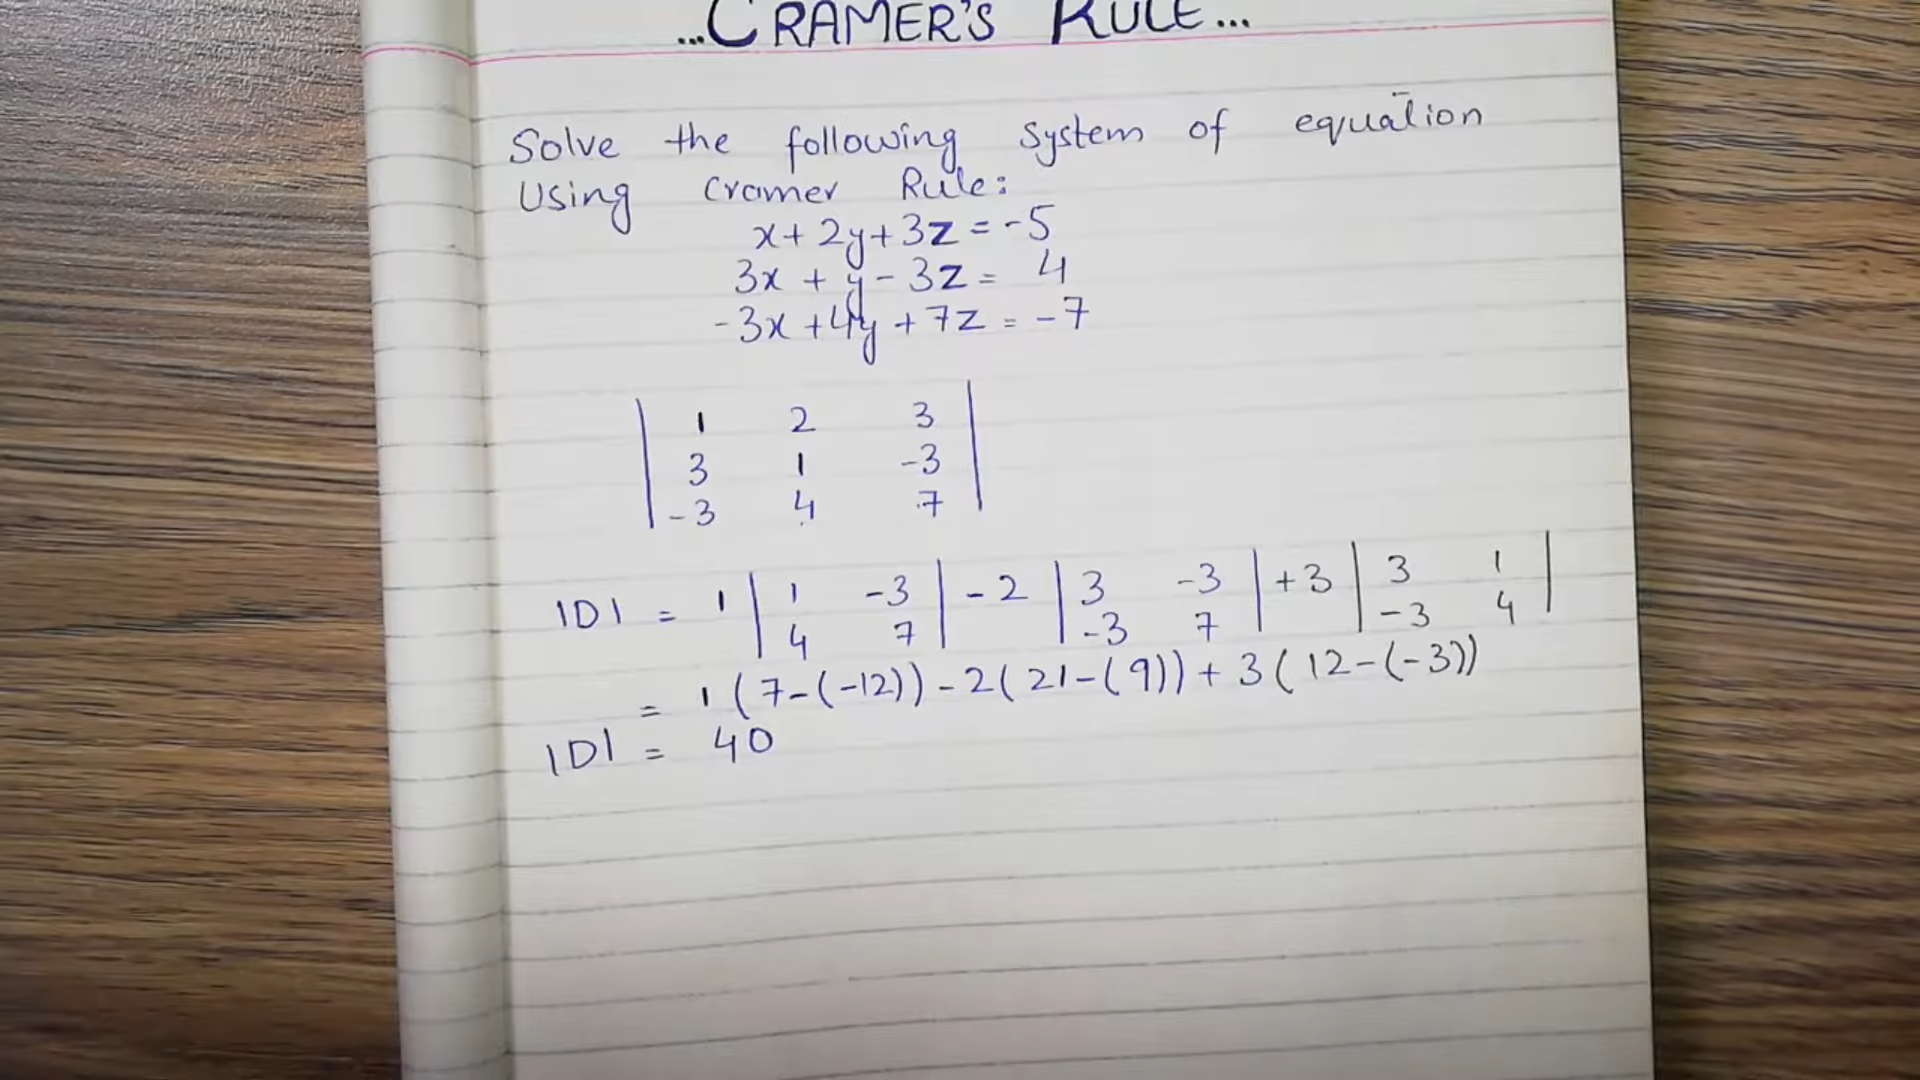 ...CRAMER'S RULE...
Solve the following System of equation
Using Cramer Rule:
x + 2y + 3z = -5
3x + y - 3z = 4
-3x + 4y + 7z = -7
| 1 2 3 |
| 3 1 -3 |
| -3 4 7 |
|D| = 1 | 1 -3 | - 2 | 3 -3 | + 3 | 3 1 |
| 4 7 | | -3 7 | | -3 4 |
= 1 (7-(-12)) - 2 (21-(9)) + 3 (12-(-3))
|D| = 40